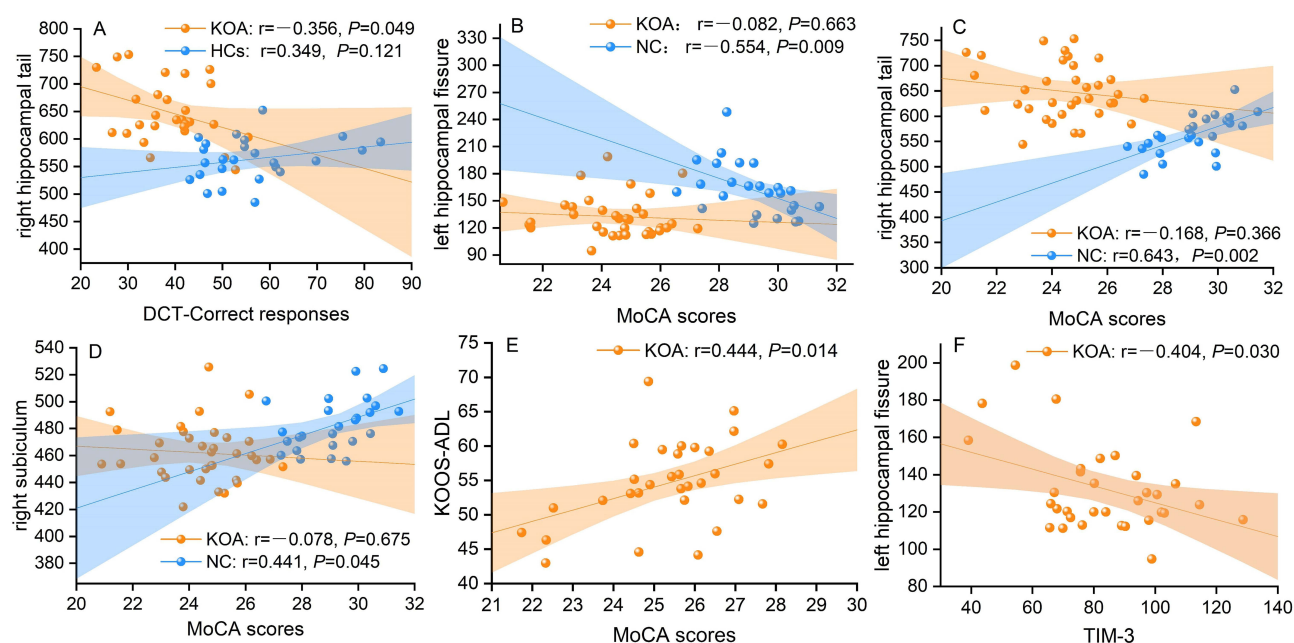 A
KOA: r=−0.356, P=0.049
HCs: r=0.349, P=0.121
right hippocampal tail
800
750
700
650
600
550
500
450
400
20 30 40 50 60 70 80 90
DCT-Correct responses
B
KOA： r=−0.082, P=0.663
NC： r=−0.554, P=0.009
left hippocampal fissure
330
300
270
240
210
180
150
120
90
22 24 26 28 30 32
MoCA scores
C
right hippocampal tail
750
700
650
600
550
500
450
400
350
300
KOA: r=−0.168, P=0.366
NC: r=0.643， P=0.002
20 22 24 26 28 30 32
MoCA scores
D
right subiculum
540
520
500
480
460
440
420
400
380
KOA: r=−0.078, P=0.675
NC: r=0.441, P=0.045
20 22 24 26 28 30 32
MoCA scores
E
KOA: r=0.444, P=0.014
KOOS-ADL
75
70
65
60
55
50
45
40
21 22 23 24 25 26 27 28 29 30
MoCA scores
F
KOA: r=−0.404, P=0.030
left hippocampal fissure
200
180
160
140
120
100
80
40 60 80 100 120 140
TIM-3